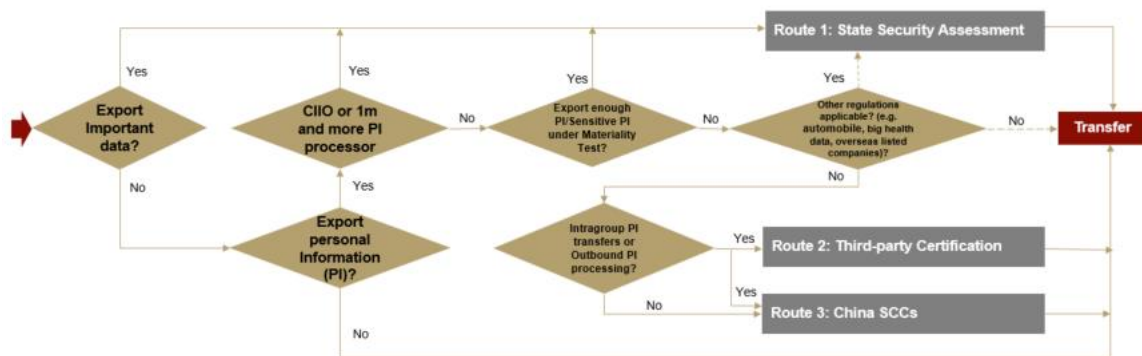 Route 1: State Security Assessment
Yes
Yes
Yes
Yes
Export
Important
data?
CIIO or 1m
and more PI
processor
No
Export enough
PI/Sensitive PI
under Materiality
Test?
No
Other regulations
applicable? (e.g.
automobile, big health
data, overseas listed
companies)?
No
Transfer
No
Yes
No
Export
personal
Information
(PI)?
Intragroup PI
transfers or
Outbound PI
processing?
Yes
Route 2: Third-party Certification
Yes
No
Route 3: China SCCs
No